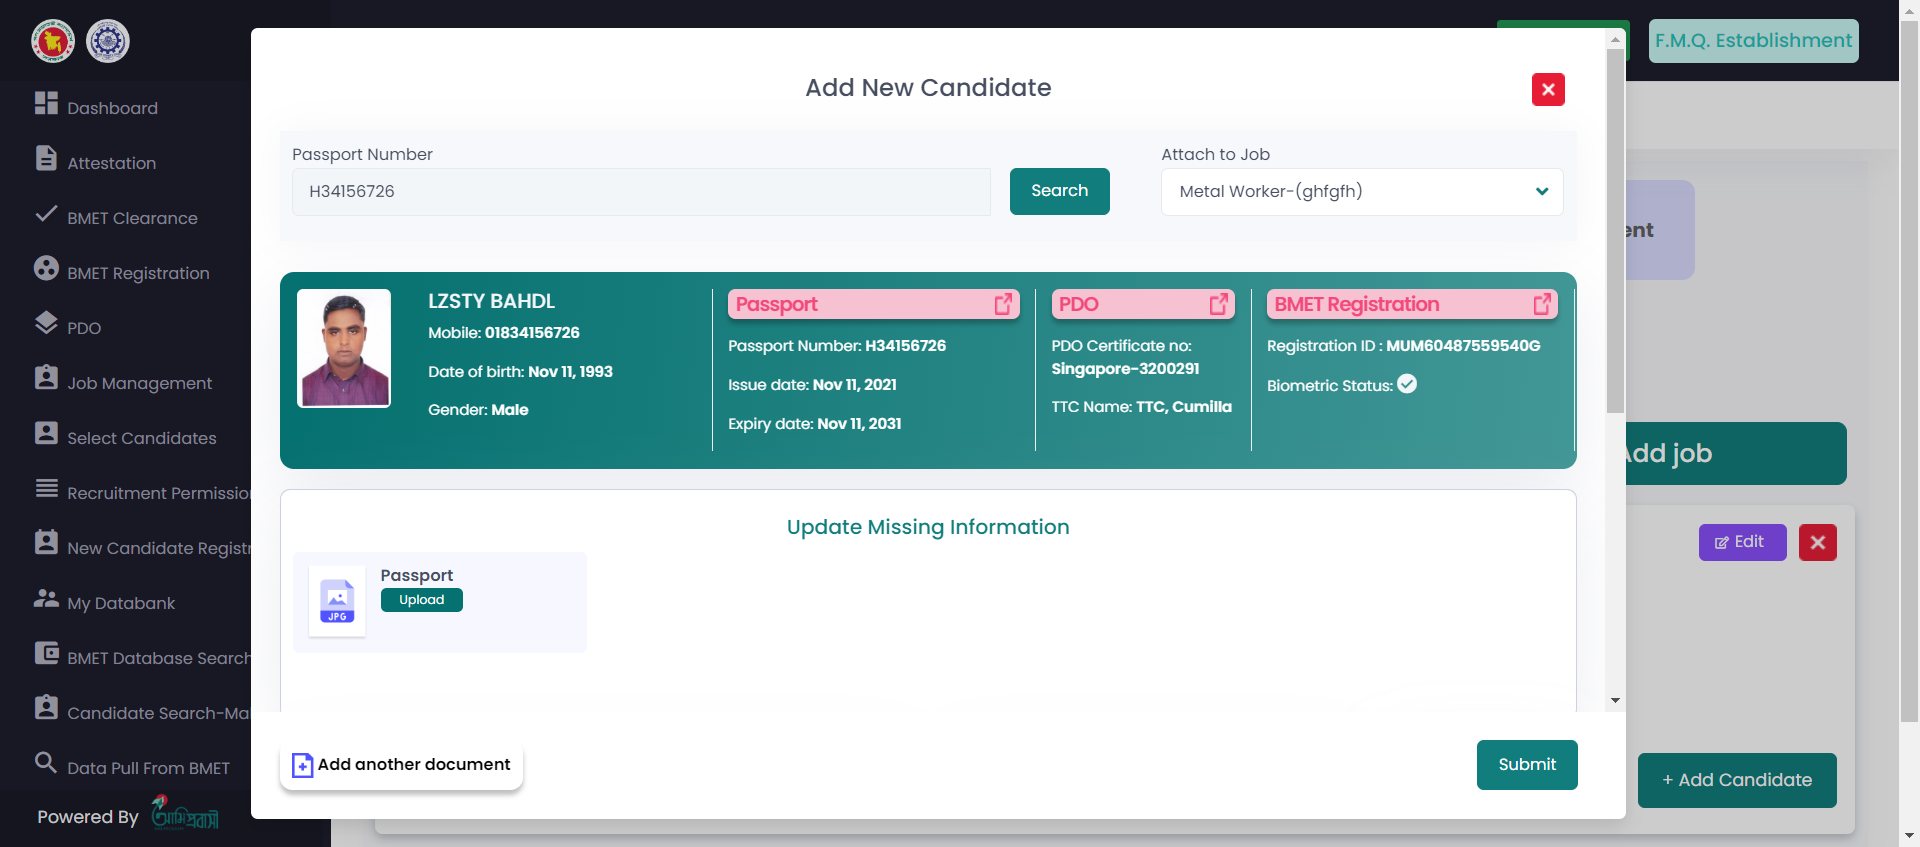 F.M.Q. Establishment
Dashboard
Attestation
BMET Clearance
BMET Registration
PDO
Job Management
Select Candidates
Recruitment Permission
New Candidate Registr
My Databank
BMET Database Search
Candidate Search-Mal
Data Pull From BMET
Powered By
আমি প্রবাসী
Add New Candidate
Passport Number
H34156726
Search
Attach to Job
Metal Worker-(ghfgfh)
LZSTY BAHDL
Mobile: 01834156726
Date of birth: Nov 11, 1993
Gender: Male
Passport
Passport Number: H34156726
Issue date: Nov 11, 2021
Expiry date: Nov 11, 2031
PDO
PDO Certificate no:
Singapore-3200291
TTC Name: TTC, Cumilla
BMET Registration
Registration ID : MUM60487559540G
Biometric Status:
Update Missing Information
Passport
JPG
Upload
Add another document
Submit
ent
Add job
Edit
+ Add Candidate